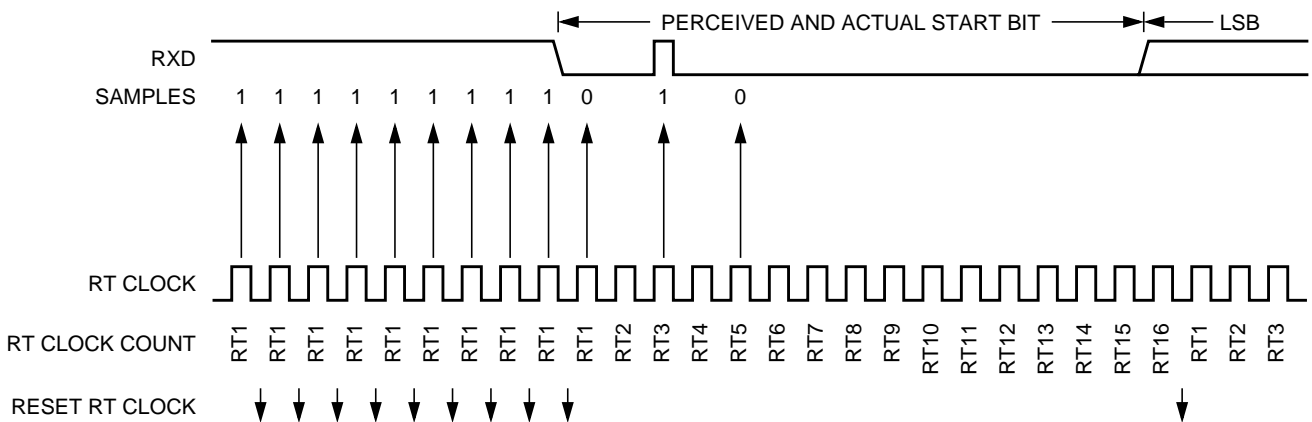 PERCEIVED AND ACTUAL START BIT LSB
RXD
SAMPLES 1 1 1 1 1 1 1 1 1 0 1 0
RT CLOCK
RT CLOCK COUNT RT1 RT1 RT1 RT1 RT1 RT1 RT1 RT1 RT1 RT1 RT2 RT3 RT4 RT5 RT6 RT7 RT8 RT9 RT10 RT11 RT12 RT13 RT14 RT15 RT16 RT1 RT2 RT3
RESET RT CLOCK